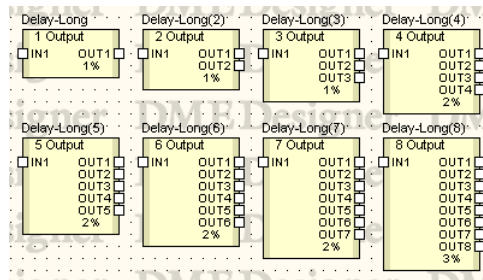 Delay-Long
1 Output
IN1 OUT1
1%
Delay-Long(2)
2 Output
IN1 OUT1
OUT2
1%
Delay-Long(3)
3 Output
IN1 OUT1
OUT2
OUT3
1%
Delay-Long(4)
4 Output
IN1 OUT1
OUT2
OUT3
OUT4
2%
Delay-Long(5)
5 Output
IN1 OUT1
OUT2
OUT3
OUT4
OUT5
2%
Delay-Long(6)
6 Output
IN1 OUT1
OUT2
OUT3
OUT4
OUT5
OUT6
2%
Delay-Long(7)
7 Output
IN1 OUT1
OUT2
OUT3
OUT4
OUT5
OUT6
OUT7
2%
Delay-Long(8)
8 Output
IN1 OUT1
OUT2
OUT3
OUT4
OUT5
OUT6
OUT7
OUT8
3%
igner DME Designer DM